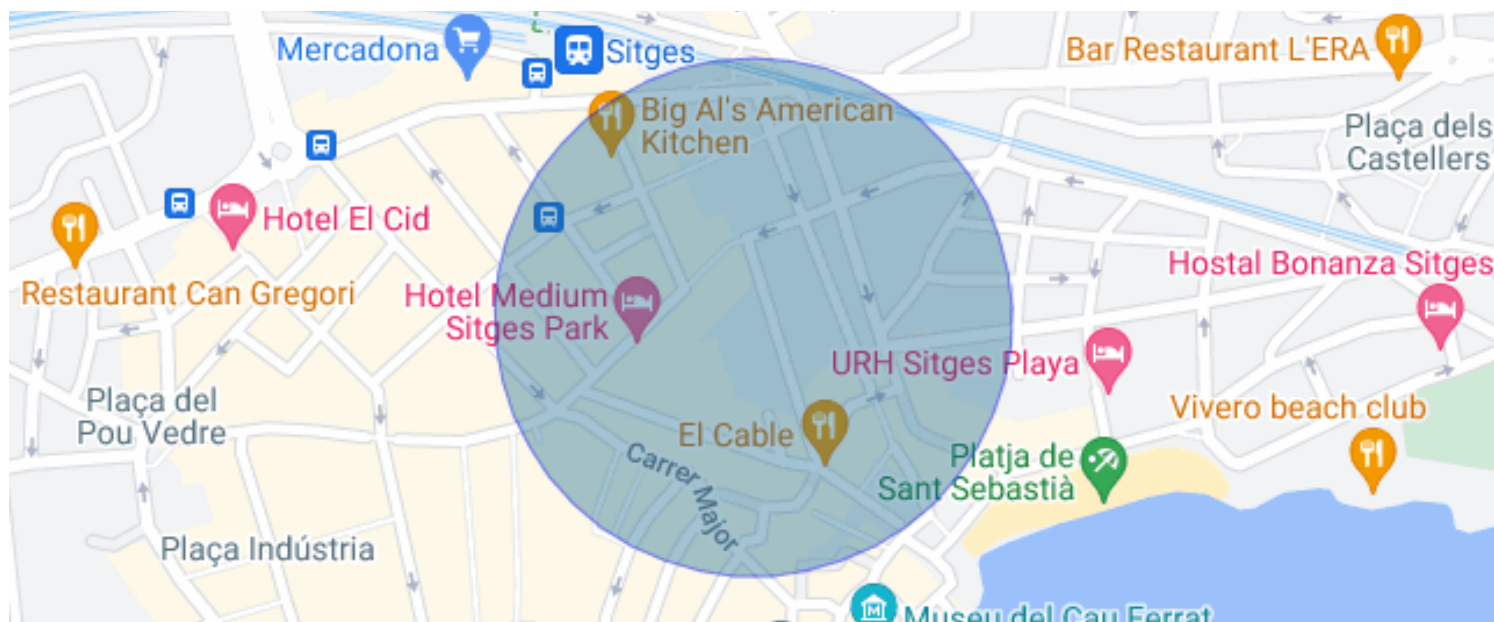 Mercadona
Sitges
Bar Restaurant L'ERA
Big Al's American
Kitchen
Plaça dels
Castellers
Hotel El Cid
Hostal Bonanza Sitges
Restaurant Can Gregori
Hotel Medium
Sitges Park
URH Sitges Playa
Plaça del
Pou Vedre
Vivero beach club
El Cable
Platja de
Sant Sebastià
Carrer Major
Plaça Indústria
Museu del Cau Ferrat